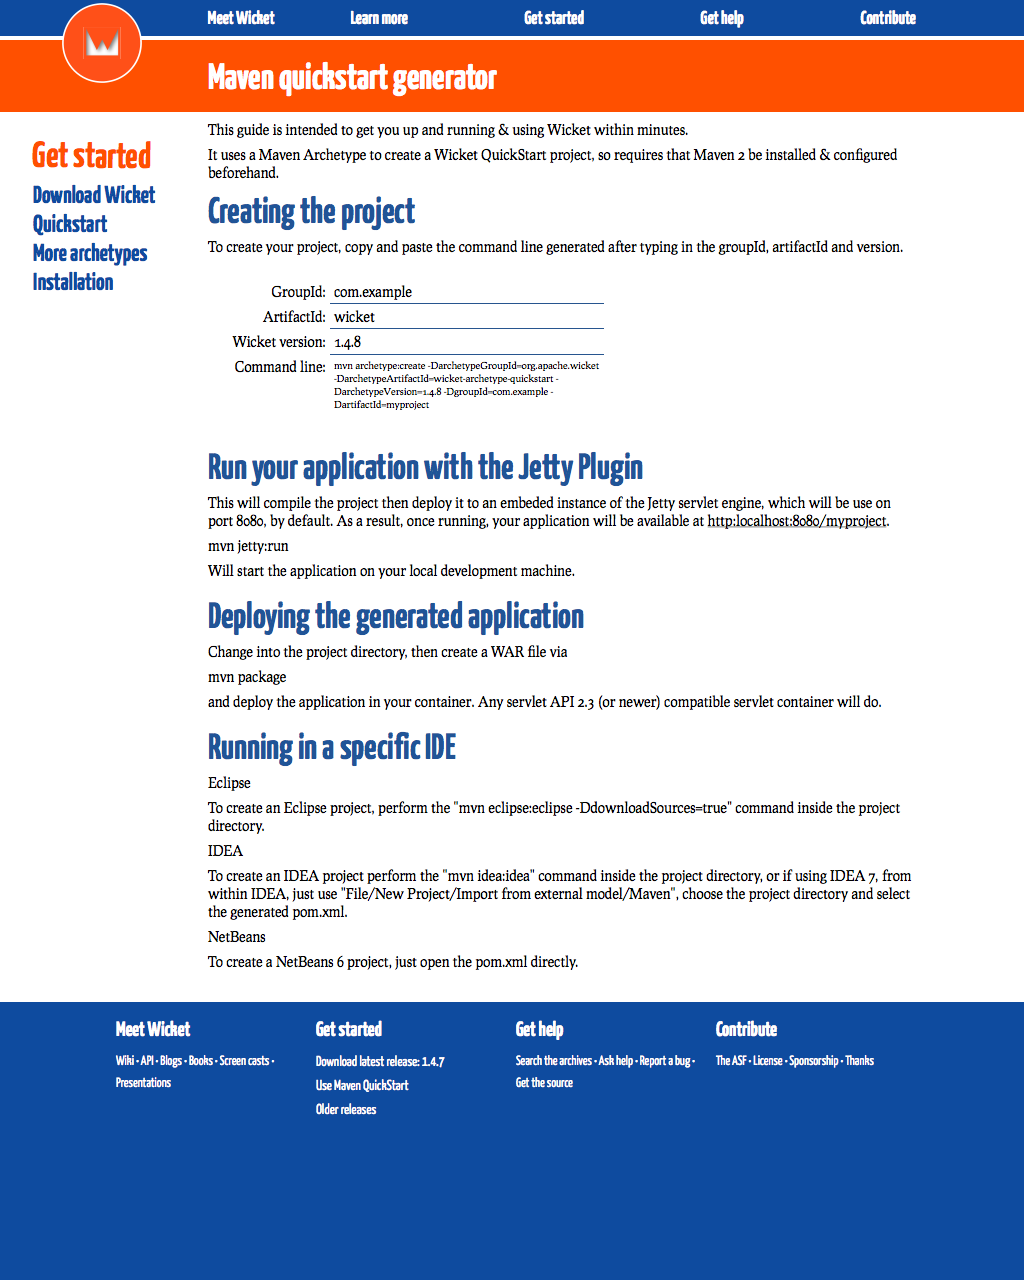 Meet Wicket Learn more Get started Get help Contribute
Maven quickstart generator
Get started
Download Wicket
Quickstart
More archetypes
Installation
This guide is intended to get you up and running & using Wicket within minutes.
It uses a Maven Archetype to create a Wicket QuickStart project, so requires that Maven 2 be installed & configured
beforehand.
Creating the project
To create your project, copy and paste the command line generated after typing in the groupId, artifactId and version.
GroupId: com.example
ArtifactId: wicket
Wicket version: 1.4.8
Command line: mvn archetype:create -DarchetypeGroupId=org.apache.wicket
-DarchetypeArtifactId=wicket-archetype-quickstart -
DarchetypeVersion=1.4.8 -DgroupId=com.example -
DartifactId=myproject
Run your application with the Jetty Plugin
This will compile the project then deploy it to an embeded instance of the Jetty servlet engine, which will be use on
port 8080, by default. As a result, once running, your application will be available at http:localhost:8080/myproject.
mvn jetty:run
Will start the application on your local development machine.
Deploying the generated application
Change into the project directory, then create a WAR file via
mvn package
and deploy the application in your container. Any servlet API 2.3 (or newer) compatible servlet container will do.
Running in a specific IDE
Eclipse
To create an Eclipse project, perform the "mvn eclipse:eclipse -DdownloadSources=true" command inside the project
directory.
IDEA
To create an IDEA project perform the "mvn idea:idea" command inside the project directory, or if using IDEA 7, from
within IDEA, just use "File/New Project/Import from external model/Maven", choose the project directory and select
the generated pom.xml.
NetBeans
To create a NetBeans 6 project, just open the pom.xml directly.
Meet Wicket
Wiki • API • Blogs • Books • Screen casts •
Presentations
Get started
Download latest release: 1.4.7
Use Maven QuickStart
Older releases
Get help
Search the archives • Ask help • Report a bug •
Get the source
Contribute
The ASF • License • Sponsorship • Thanks